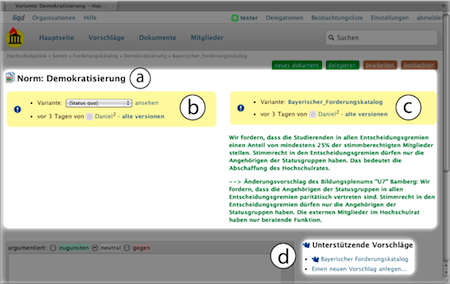 Variante: Demokratisierung – Hoc...
liqd Organisationen Hilfe
tester Delegationen Beobachtungsliste Einstellungen abmelden
Hauptseite Vorschläge Dokumente Mitglieder
Suchen
Hochschulpolitik » Seiten » Forderungskatalog » Demokratisierung » Bayerischer_Forderungskatalog
neues dokument delegieren bearbeiten beobachten
Norm: Demokratisierung
a
Variante: (Status quo) ansehen
vor 3 Tagen von Daniel² · alte versionen
b
Variante: Bayerischer_Forderungskatalog
vor 3 Tagen von Daniel² · alte versionen
c
Wir fordern, dass die Studierenden in allen Entscheidungsgremien
einen Anteil von mindestens 25% der stimmberechtigten Mitglieder
stellen. Stimmrecht in den Entscheidungsgremien dürfen nur die
Angehörigen der Statusgruppen haben. Das bedeutet die
Abschaffung des Hochschulrates.
--> Änderungsvorschlag des Bildungsplenums "U7" Bamberg: Wir
fordern, dass die Angehörigen der Statusgruppen in allen
Entscheidungsgremien paritätisch vertreten sind. Stimmrecht in den
Entscheidungsgremien dürfen nur die Angehörigen der
Statusgruppen haben. Die externen Mitglieder im Hochschulrat
haben nur beratende Funktion.
argumentiert: zugunsten neutral gegen
d
Unterstützende Vorschläge
Bayerischer Forderungskatalog
Einen neuen Vorschlag anlegen...